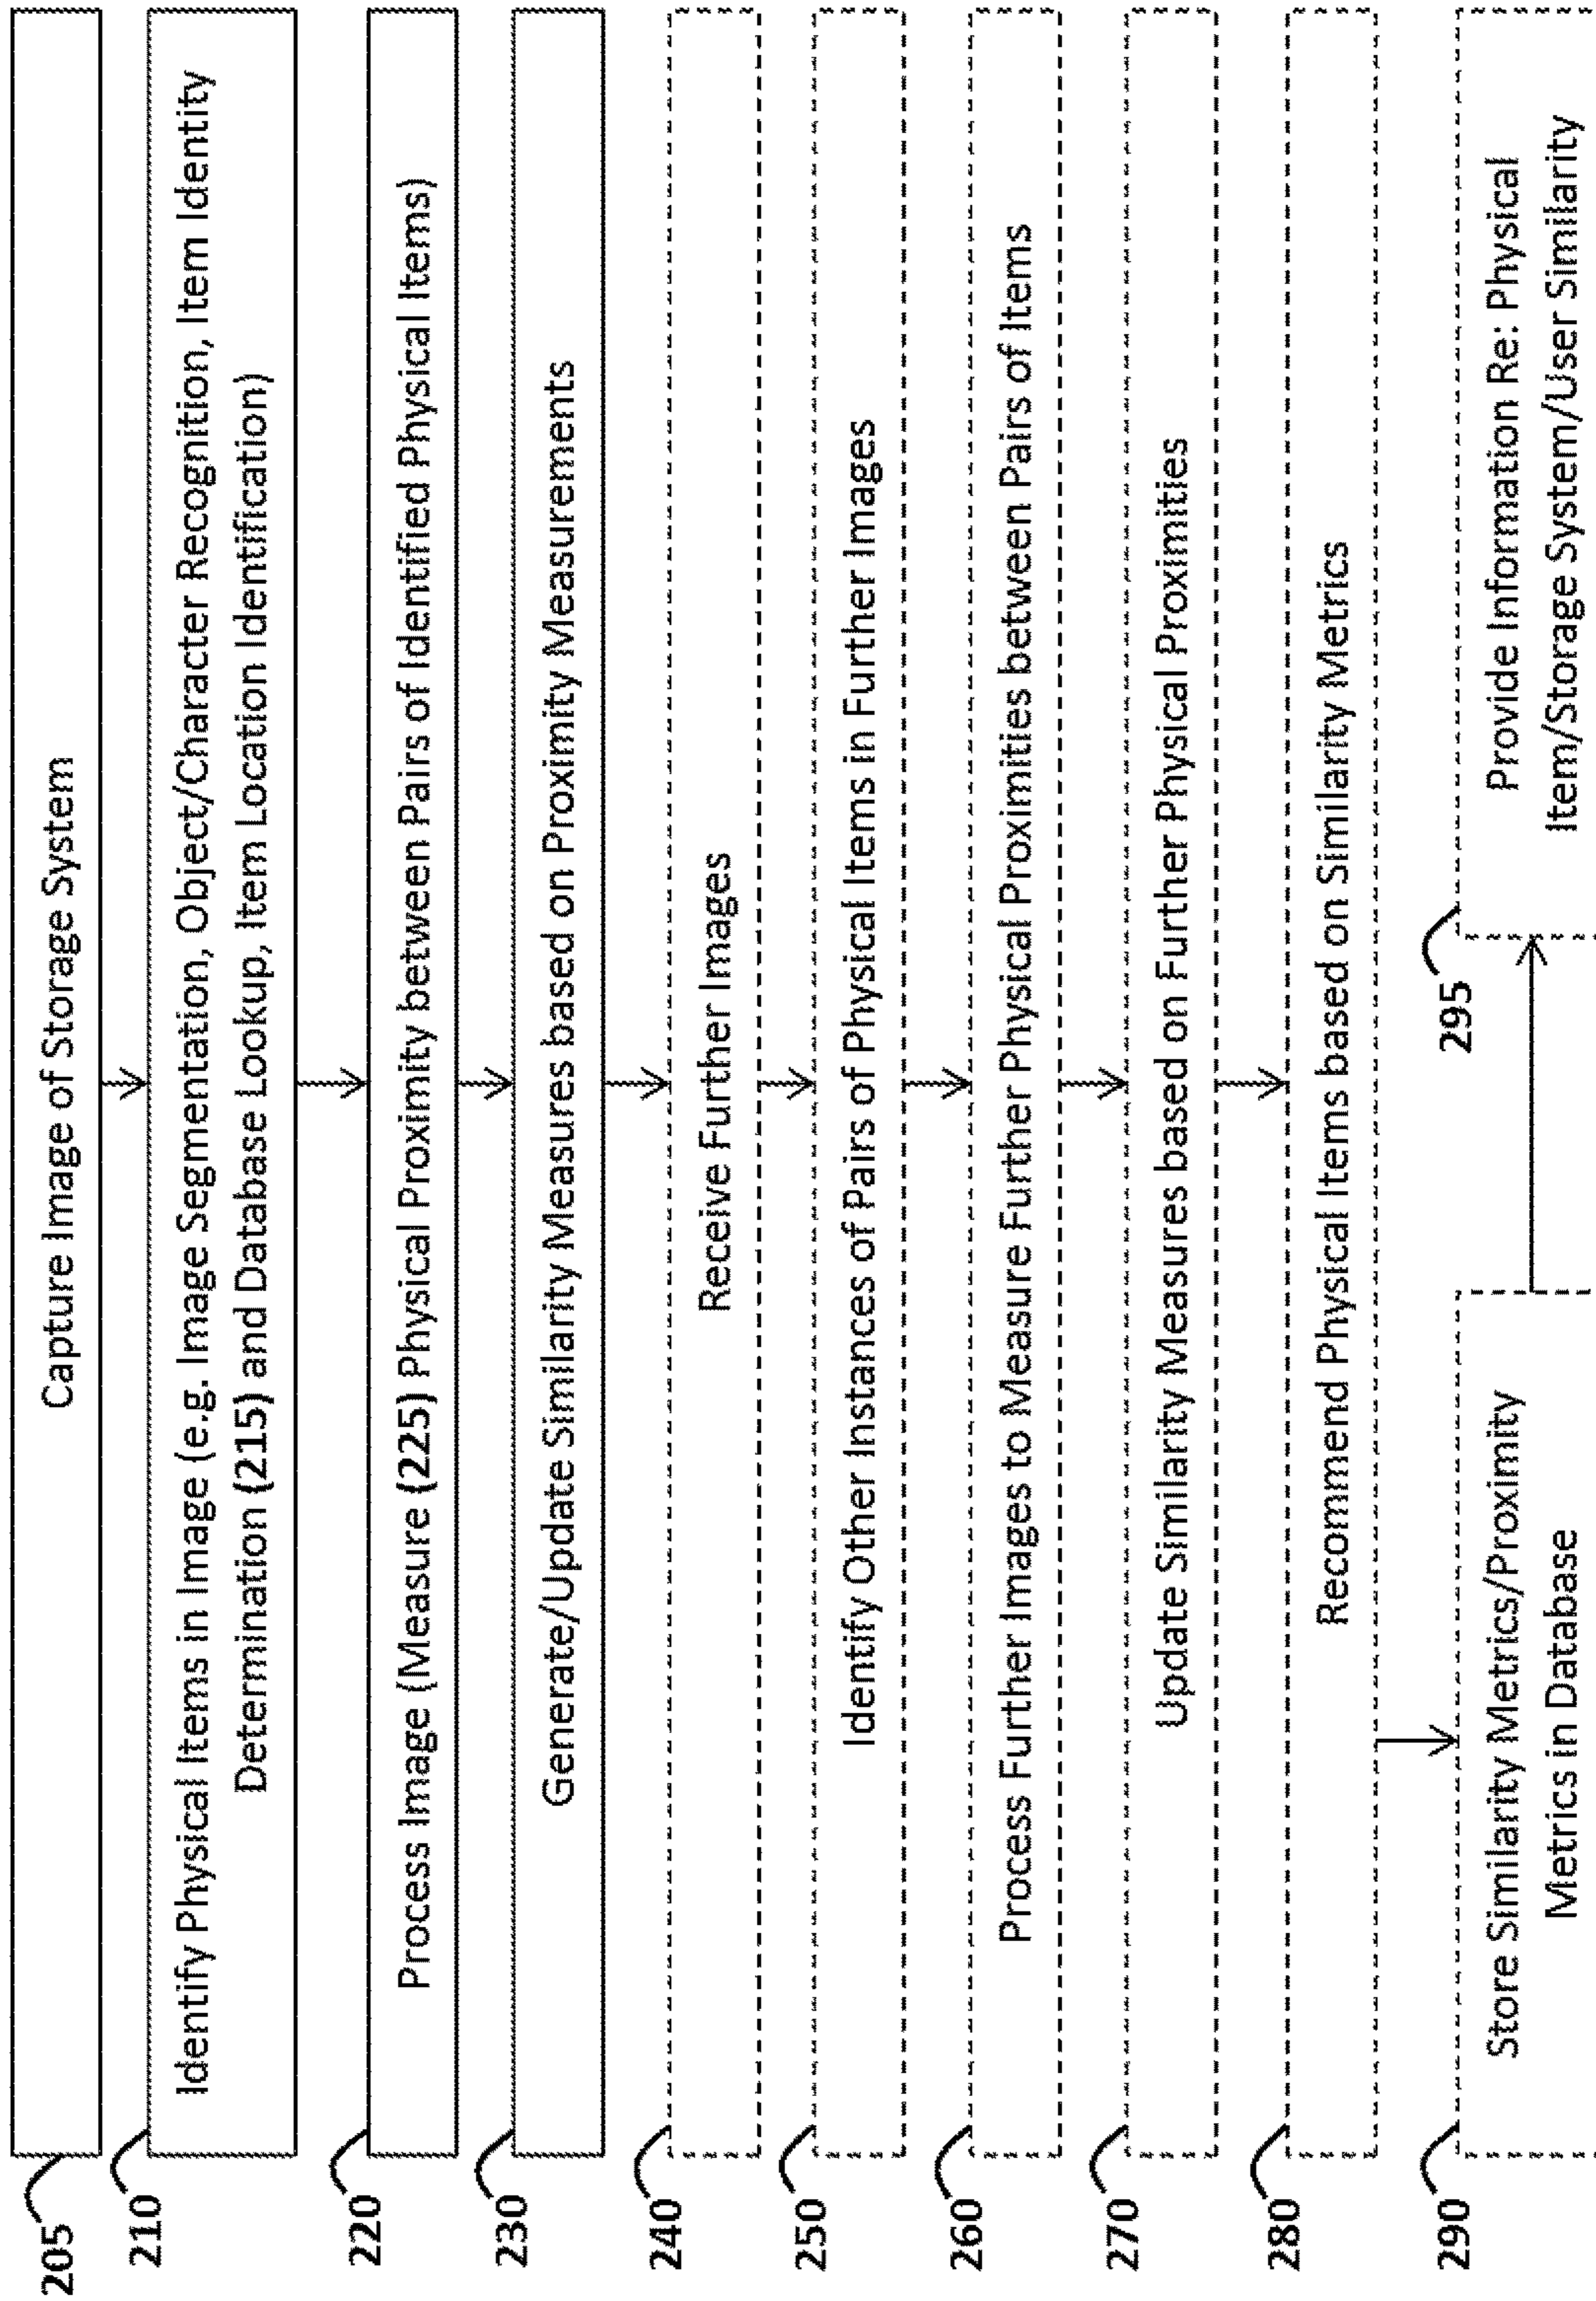 205
Capture Image of Storage System
210
Identify Physical Items in Image (e.g. Image Segmentation, Object/Character Recognition, Item Identity
Determination (215) and Database Lookup, Item Location Identification)
220
Process Image (Measure (225) Physical Proximity between Pairs of Identified Physical Items)
230
Generate/Update Similarity Measures based on Proximity Measurements
240
Receive Further Images
250
Identify Other Instances of Pairs of Physical Items in Further Images
260
Process Further Images to Measure Further Physical Proximities between Pairs of Items
270
Update Similarity Measures based on Further Physical Proximities
280
Recommend Physical Items based on Similarity Metrics
290
Store Similarity Metrics/Proximity
Metrics in Database
295
Provide Information Re: Physical
Item/Storage System/User Similarity